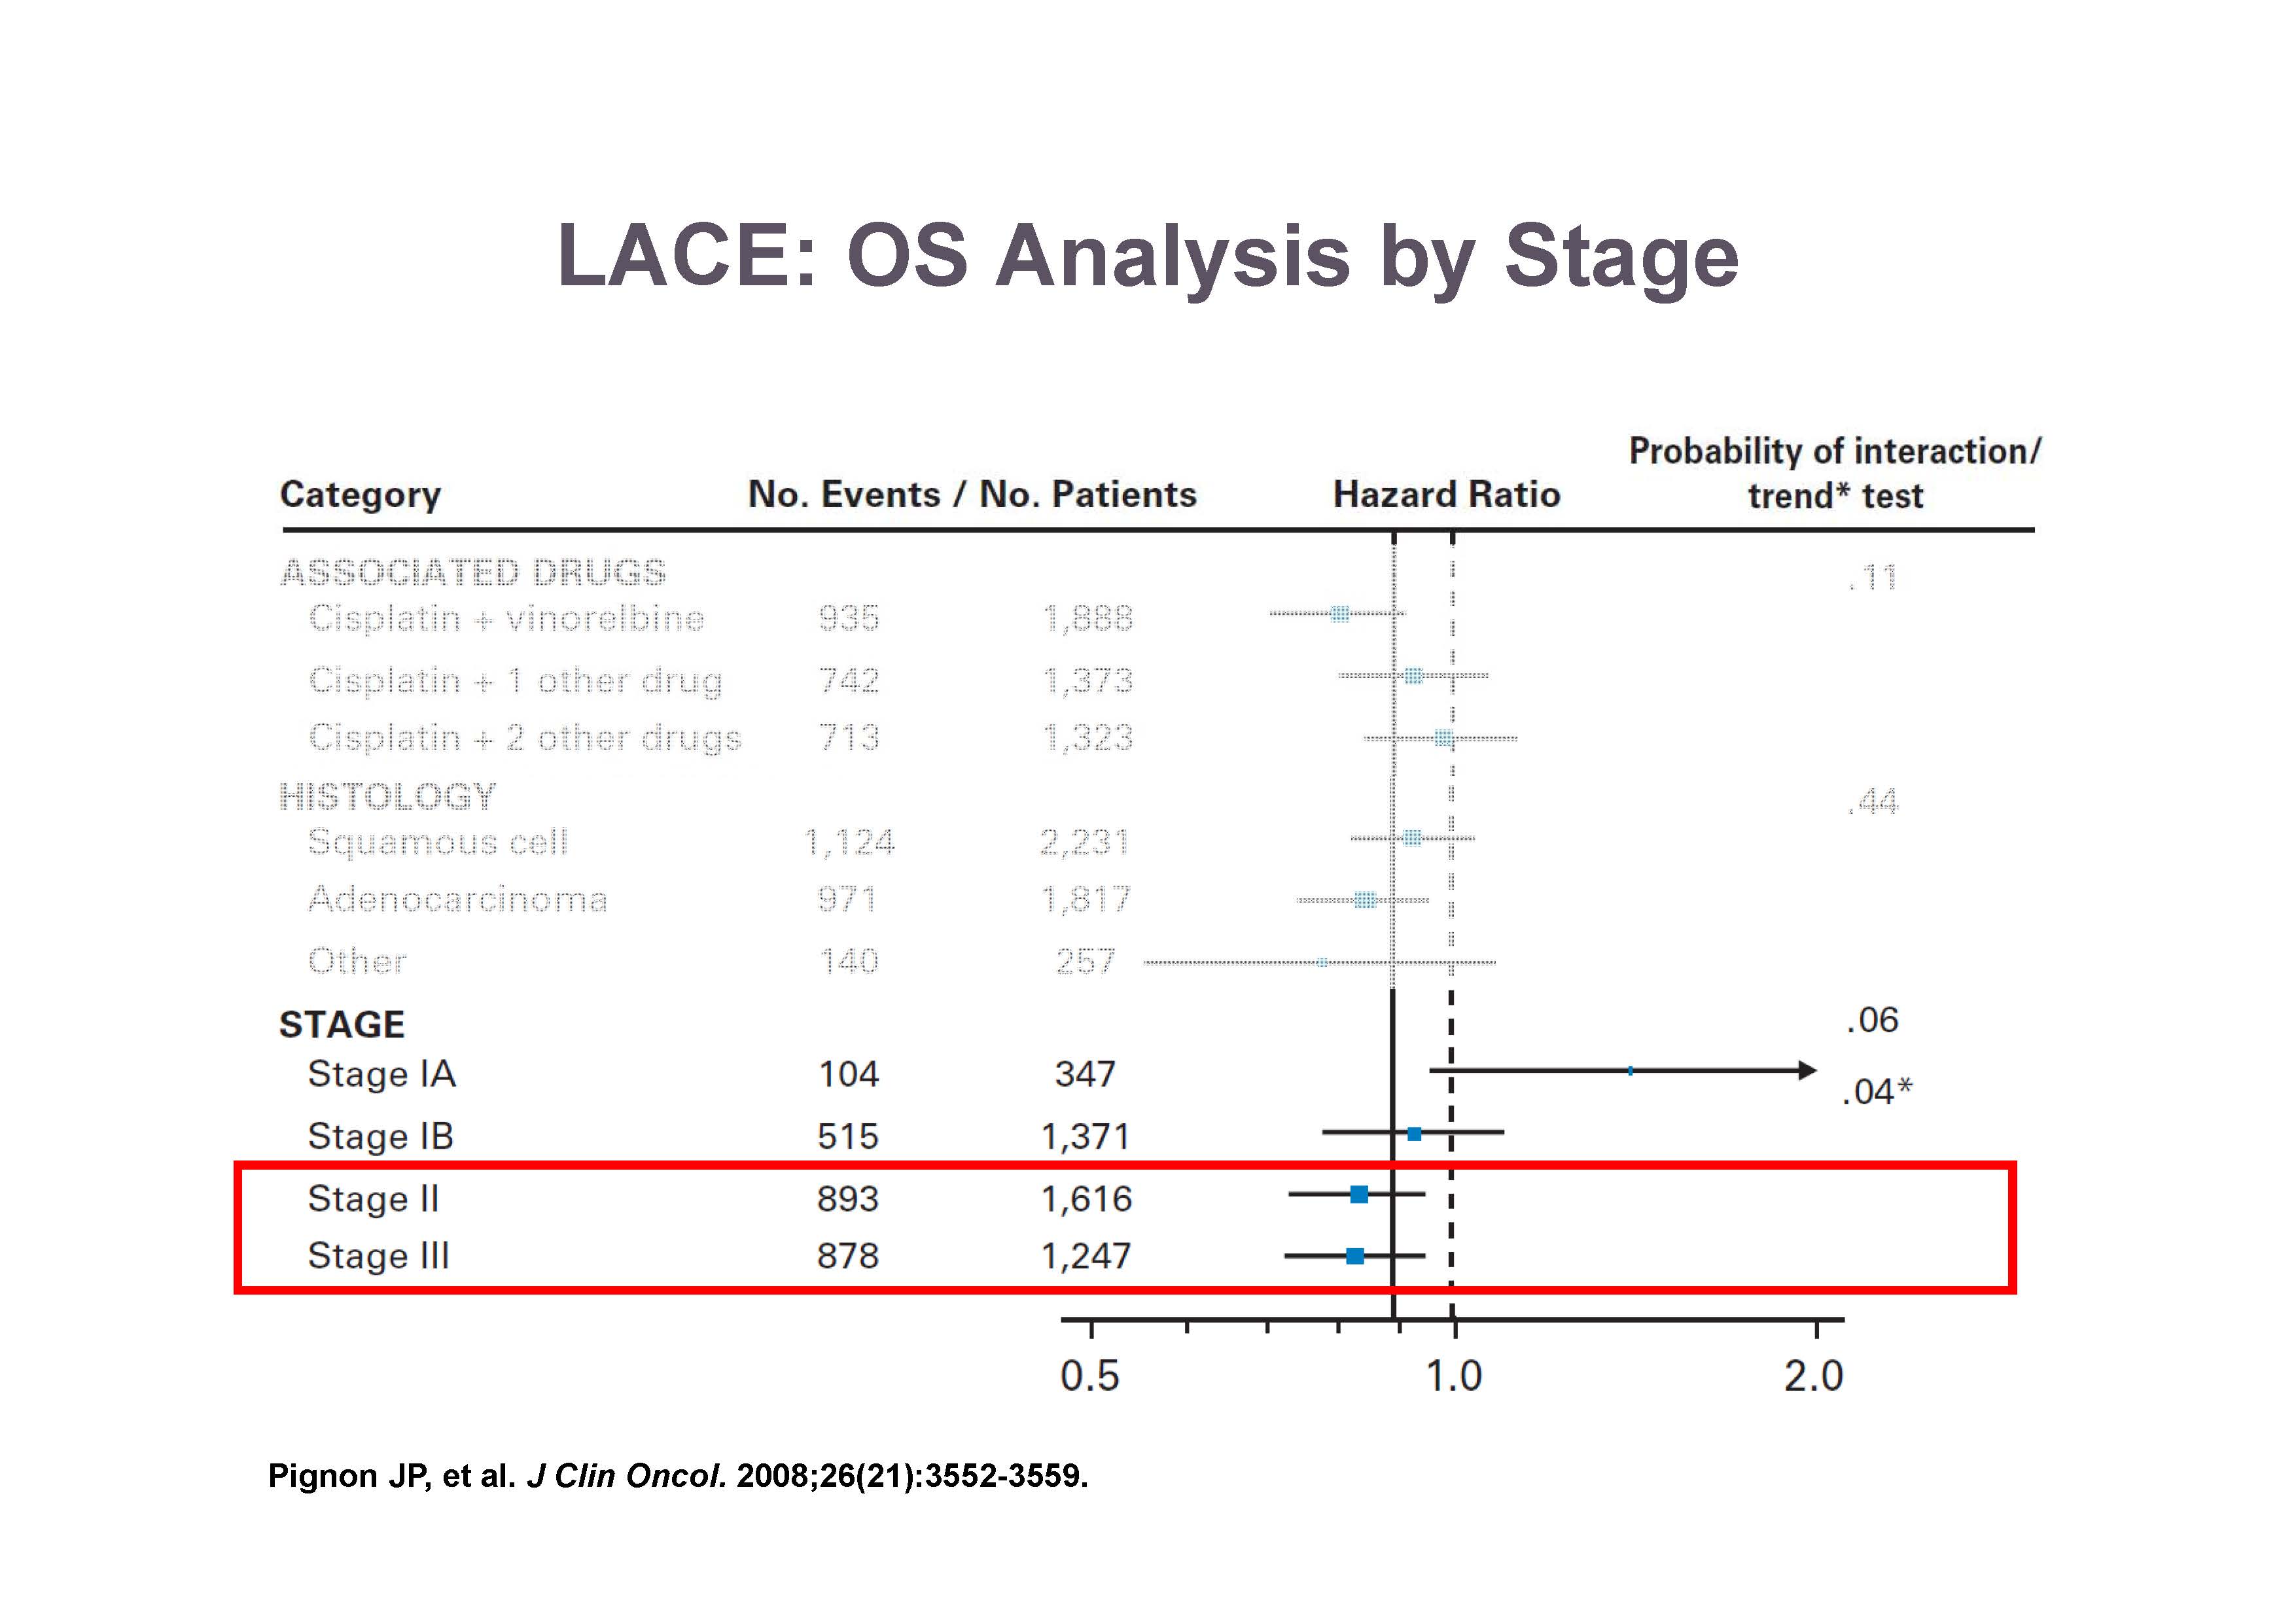 LACE: OS Analysis by Stage
Probability of interaction/
Category No. Events / No. Patients Hazard Ratio trend* test
ASSOCIATED DRUGS .11
Cisplatin + vinorelbine 935 1,888
Cisplatin + 1 other drug 742 1,373
Cisplatin + 2 other drugs 713 1,323
HISTOLOGY .44
Squamous cell 1,124 2,231
Adenocarcinoma 971 1,817
Other 140 257
STAGE .06
Stage IA 104 347
.04*
Stage IB 515 1,371
Stage II 893 1,616
Stage III 878 1,247
0.5 1.0 2.0
Pignon JP, et al. J Clin Oncol. 2008;26(21):3552-3559.